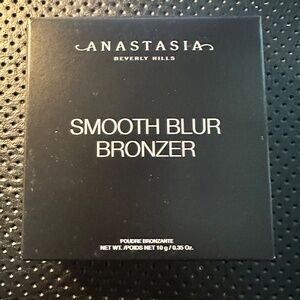 ANASTASIA
BEVERLY HILLS
SMOOTH BLUR
BRONZER
POUDRE BRONZANTE
NET WT. /POIDS NET 10 g / 0.35 Oz.